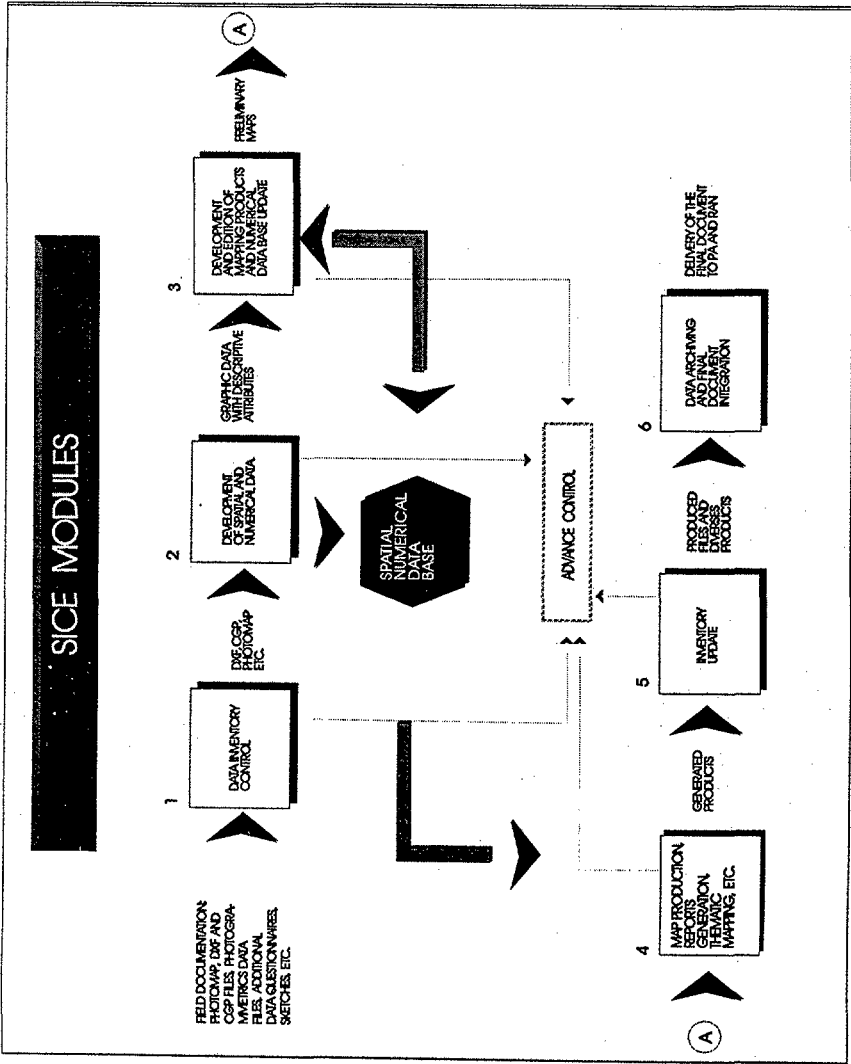 SICE MODULES
FIELD DOCUMENTATION:
PHOTOMAP, DXF AND
CGP FILES, PHOTOGRA-
MMETRICS DATA
FILES, ADDITIONAL
DATA QUESTIONNAIRES,
SKETCHES, ETC.
1
DATA INVENTORY
CONTROL
DXF, CGP,
PHOTOMAP
ETC.
2
DEVELOPMENT
OF SPATIAL AND
NUMERICAL DATA
GRAPHIC DATA
WITH DESCRIPTIVE
ATTRIBUTES
3.
DEVELOPMENT
AND EDITION OF
MAPPING PRODUCTS
AND NUMERICAL
DATA BASE UPDATE
PRELIMINARY
MAPS
A
SPATIAL
NUMERICAL
DATA
BASE
ADVANCE CONTROL
A
4
MAP PRODUCTION,
REPORTS
GENERATION,
THEMATIC
MAPPING, ETC.
GENERATED
PRODUCTS
5
INVENTORY
UPDATE
PRODUCED
FILES AND
DIVERSES
PRODUCTS
6
DATA ARCHIVING
AND FINAL
DOCUMENT
INTEGRATION
DELIVERY OF THE
FINAL DOCUMENT
TO PA AND RAN